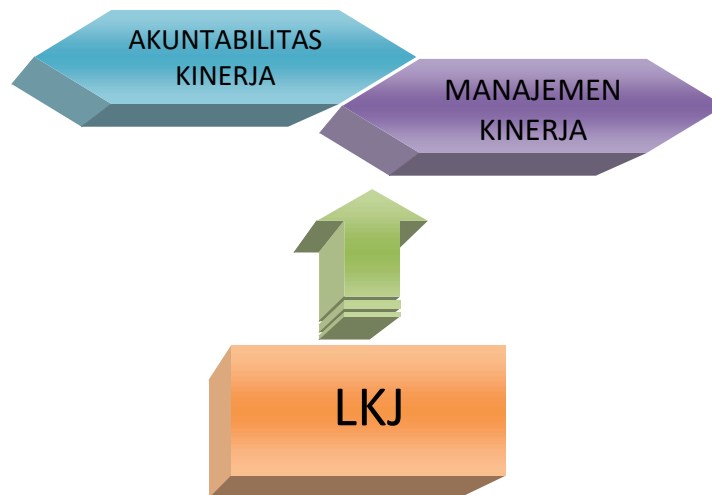 AKUNTABILITAS
KINERJA
MANAJEMEN
KINERJA
LKJ